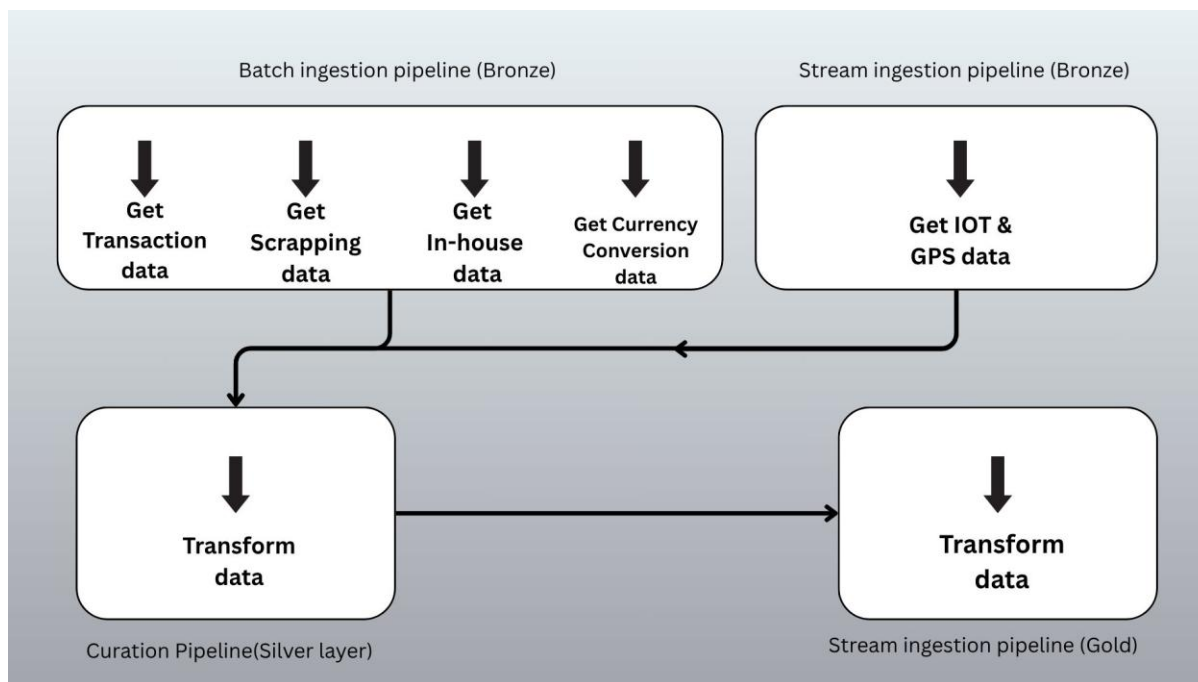 Batch ingestion pipeline (Bronze)
Stream ingestion pipeline (Bronze)
Get
Transaction
data
Get
Scrapping
data
Get
In-house
data
Get Currency
Conversion
data
Get IOT &
GPS data
Transform
data
Transform
data
Curation Pipeline(Silver layer)
Stream ingestion pipeline (Gold)